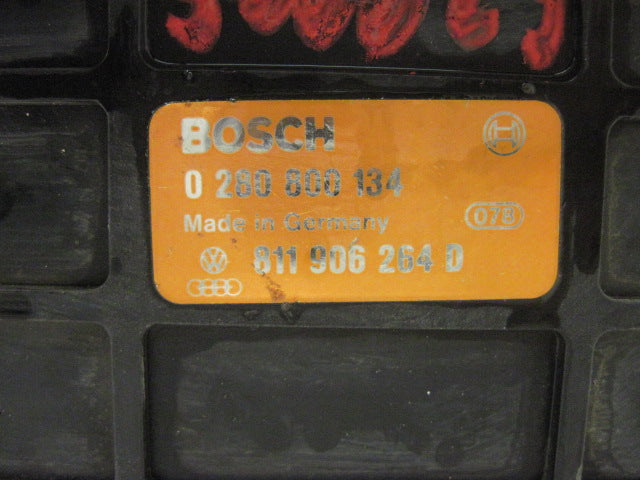 BOSCH
0 280 800 134
Made in Germany
078
811 906 264 D